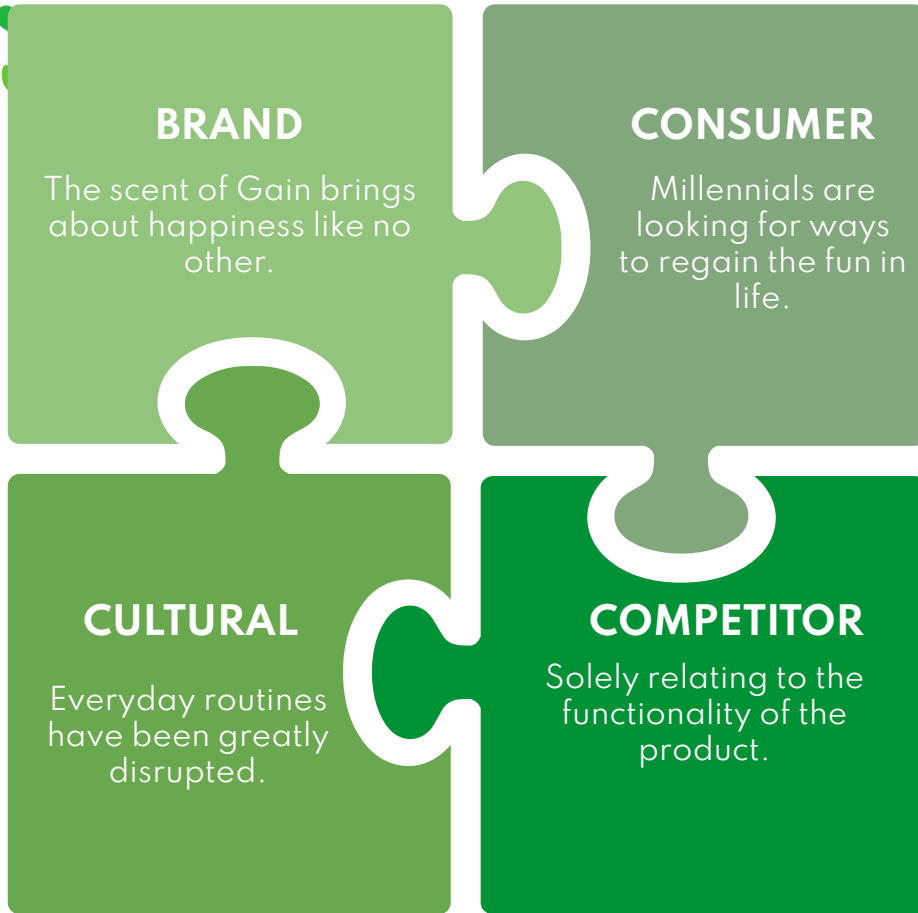 BRAND
The scent of Gain brings
about happiness like no
other.
CONSUMER
Millennials are
looking for ways
to regain the fun in
life.
CULTURAL
Everyday routines
have been greatly
disrupted.
COMPETITOR
Solely relating to the
functionality of the
product.